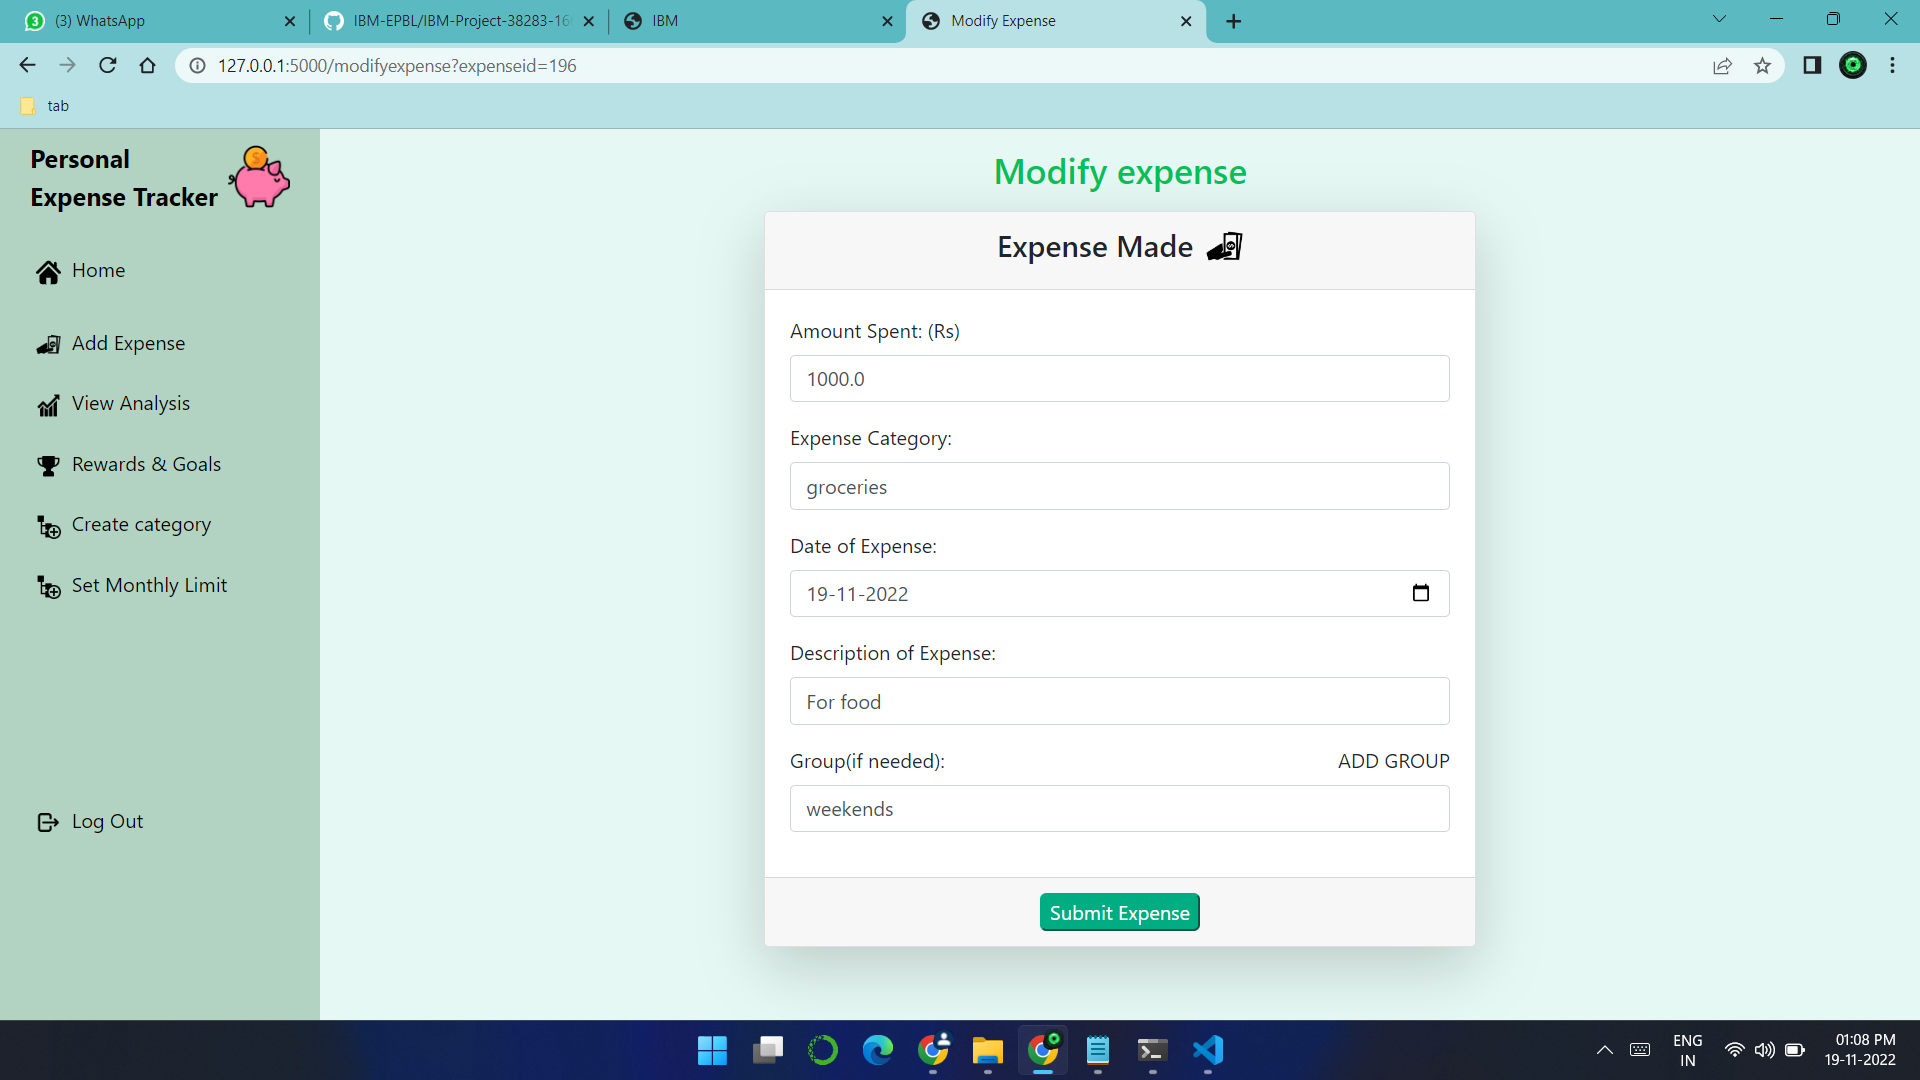 (3) WhatsApp
IBM-EPBL/IBM-Project-38283-16
IBM
Modify Expense
127.0.0.1:5000/modifyexpense?expenseid=196
tab
Personal
Expense Tracker
Home
Add Expense
View Analysis
Rewards & Goals
Create category
Set Monthly Limit
Log Out
Modify expense
Expense Made
Amount Spent: (Rs)
1000.0
Expense Category:
groceries
Date of Expense:
19-11-2022
Description of Expense:
For food
Group(if needed):
ADD GROUP
weekends
Submit Expense
ENG
IN
01:08 PM
19-11-2022